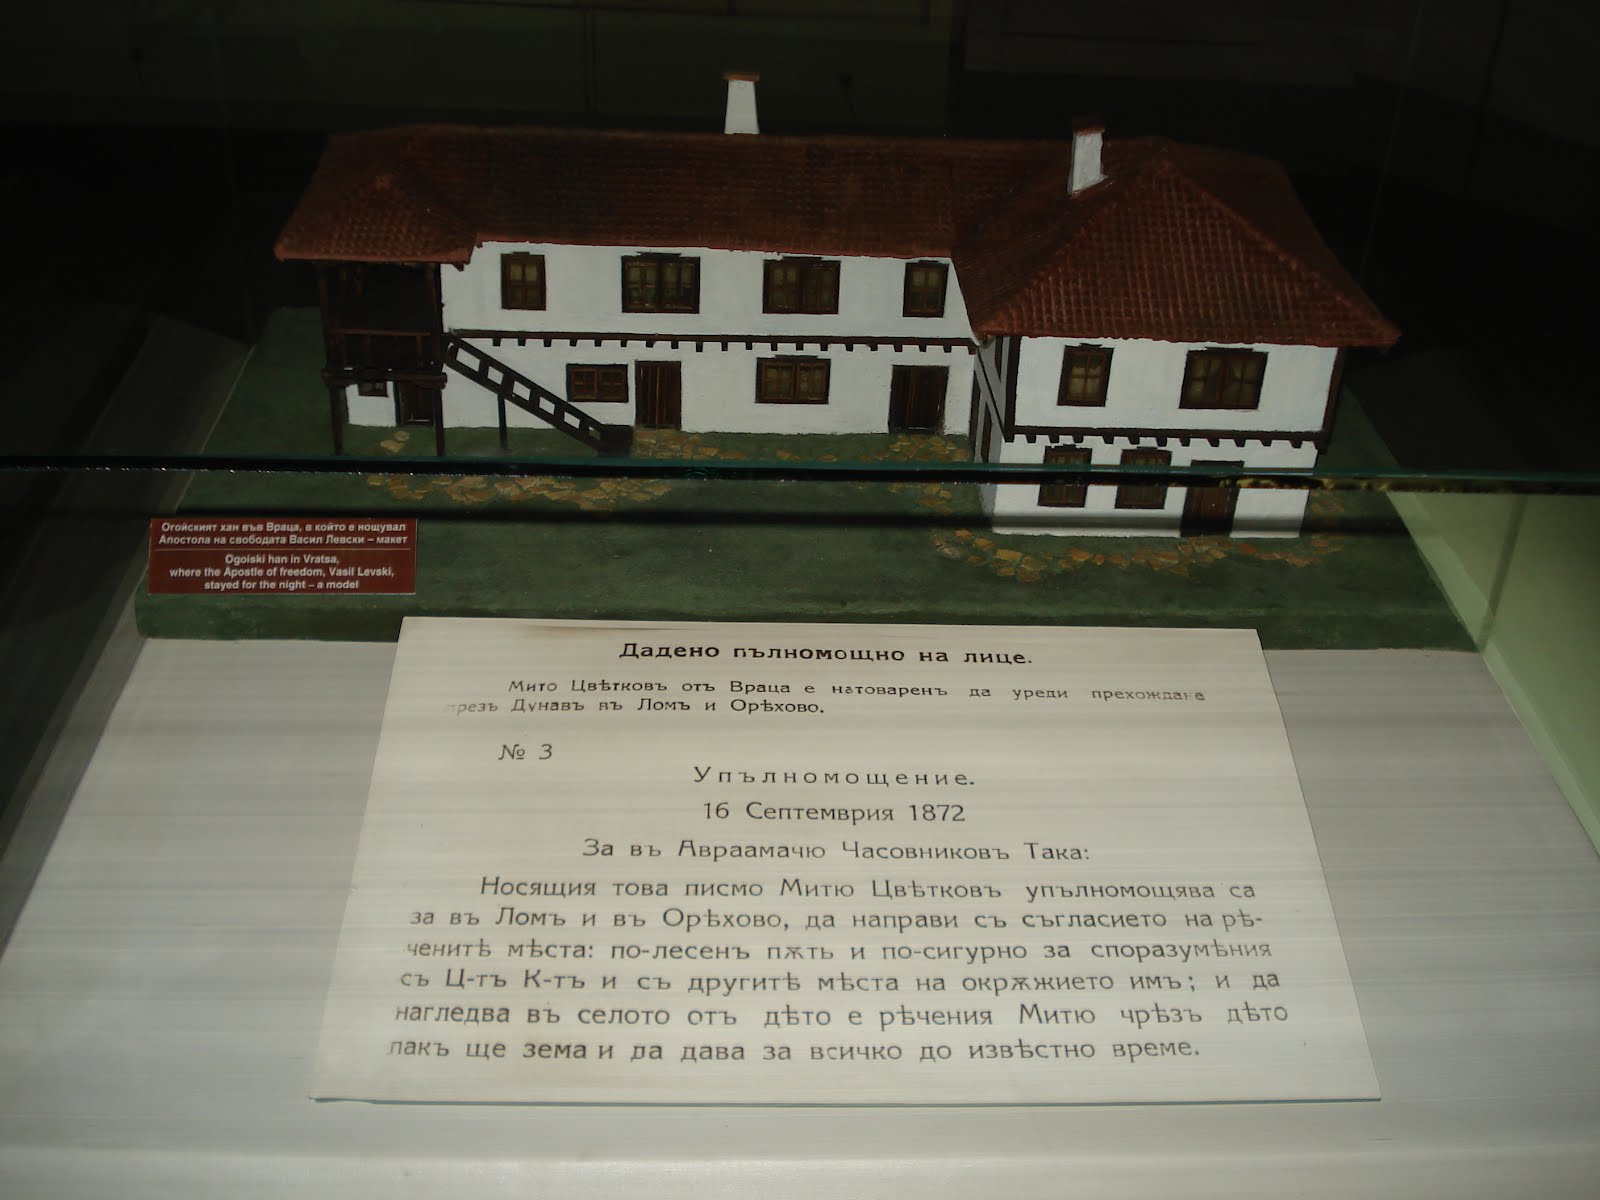 Огойският хан във Враца, в който е нощувал
Апостола на свободата Васил Левски – макет
Ogoiski han in Vratsa,
where the Apostle of freedom, Vasil Levski,
stayed for the night – a model
Дадено пълномощно на лице.
Мито Цвѣтковъ отъ Враца е натоваренъ да уреди прехождане
презъ Дунавъ въ Ломъ и Орѣхово.
№ 3
Упълномощение.
16 Септемврия 1872
За въ Авраамачю Часовниковъ Така:
Носящия това писмо Митю Цвѣтковъ упълномощява са
за въ Ломъ и въ Орѣхово, да направи съ съгласието на рѣ-
ченитѣ мѣста: по-лесенъ пѫть и по-сигурно за споразумѣния
съ Ц-тъ К-тъ и съ другитѣ мѣста на окрѫжието имъ; и да
нагледва въ селото отъ дѣто е рѣчения Митю чрѣзъ дѣто
пакъ ще зема и да дава за всичко до извѣстно време.